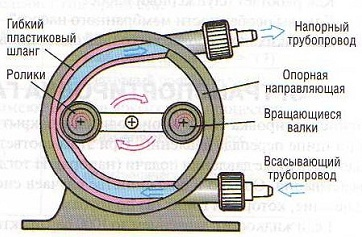 Гибкий
пластиковый
шланг
Ролики
Напорный
трубопровод
Опорная
направляющая
Вращающиеся
валки
Всасывающий
трубопровод